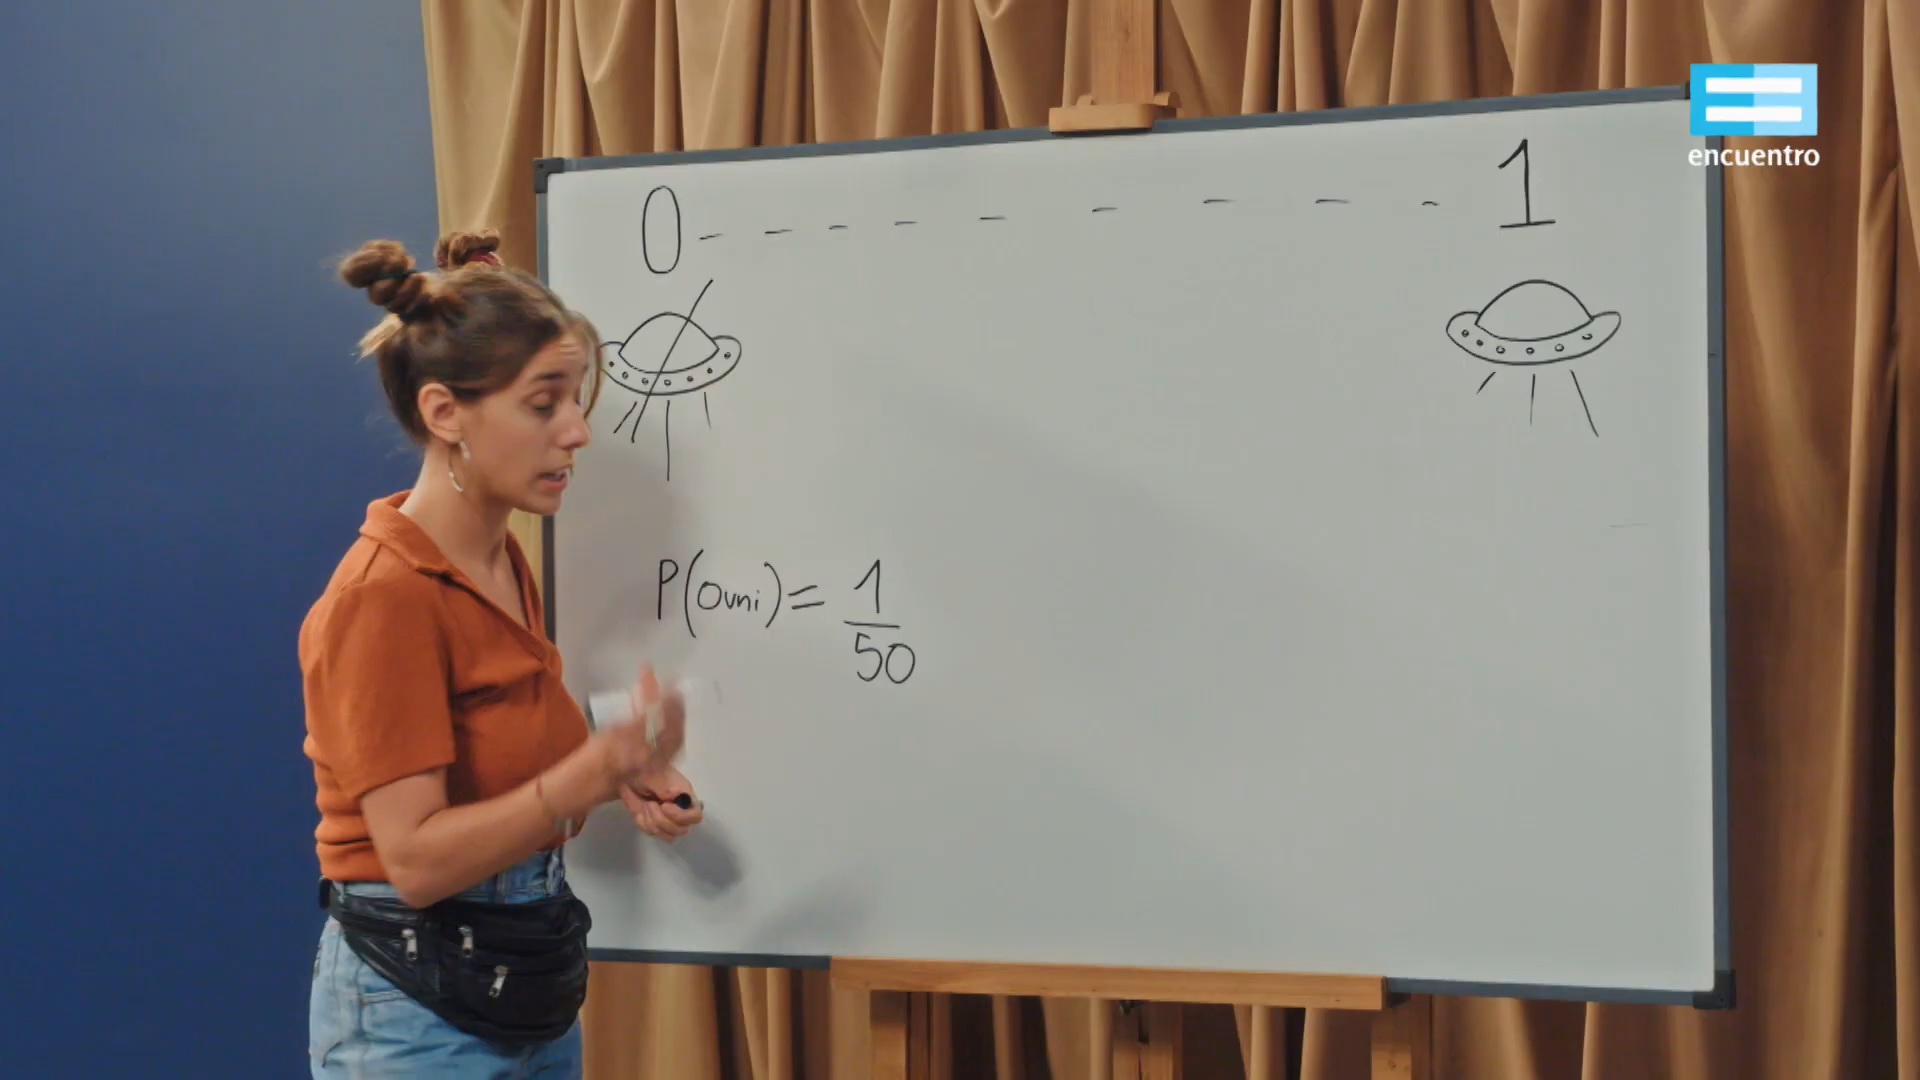 encuentro
0 - - - - - - - - - 1
P(Ovni) = 1/50